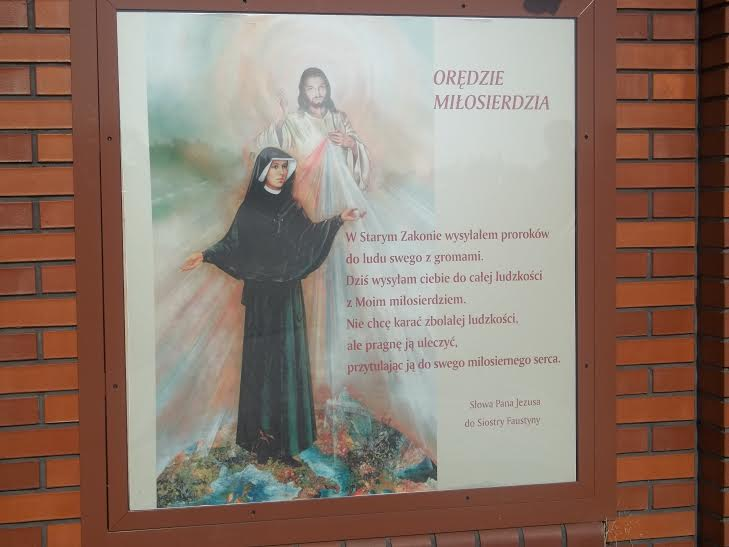 ORĘDZIE
MIŁOSIERDZIA
W Starym Zakonie wysyłałem proroków
do ludu swego z gromami.
Dziś wysyłam ciebie do całej ludzkości
z Moim miłosierdziem.
Nie chcę karać zbolałej ludzkości,
ale pragnę ją uleczyć,
przytulając ją do swego miłosiernego serca.
Słowa Pana Jezusa
do Siostry Faustyny